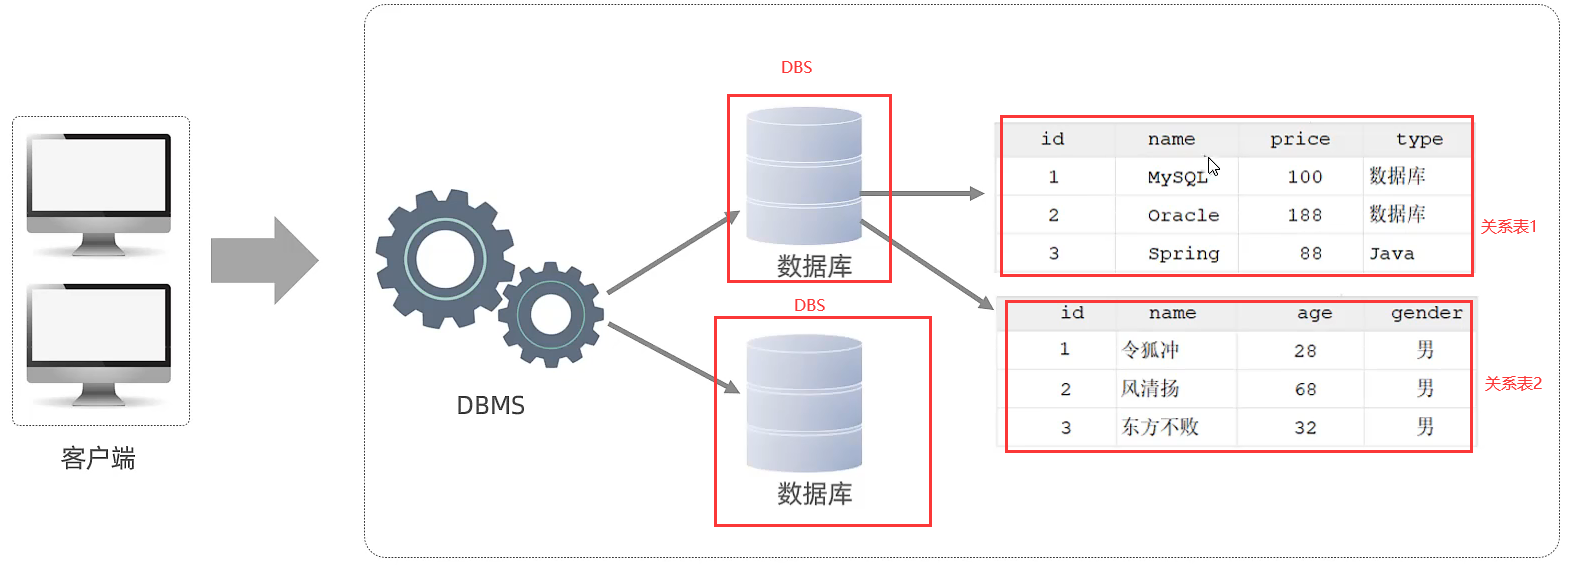 客户端
DBMS
DBS
数据库
DBS
数据库
id name price type
1 MySQL 100 数据库
2 Oracle 188 数据库
3 Spring 88 Java
关系表1
id name age gender
1 令狐冲 28 男
2 风清扬 68 男
3 东方不败 32 男
关系表2